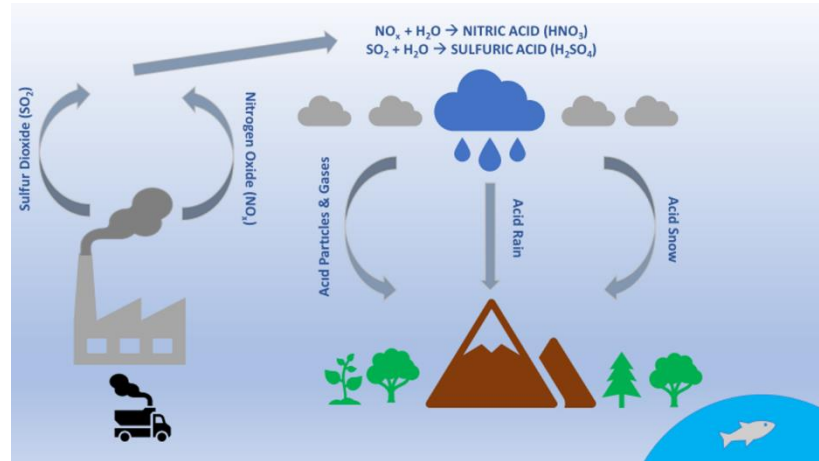 NOₓ + H₂O → NITRIC ACID (HNO₃)
SO₂ + H₂O → SULFURIC ACID (H₂SO₄)
Sulfur Dioxide (SO₂)
Nitrogen Oxide (NOₓ)
Acid Particles & Gases
Acid Rain
Acid Snow